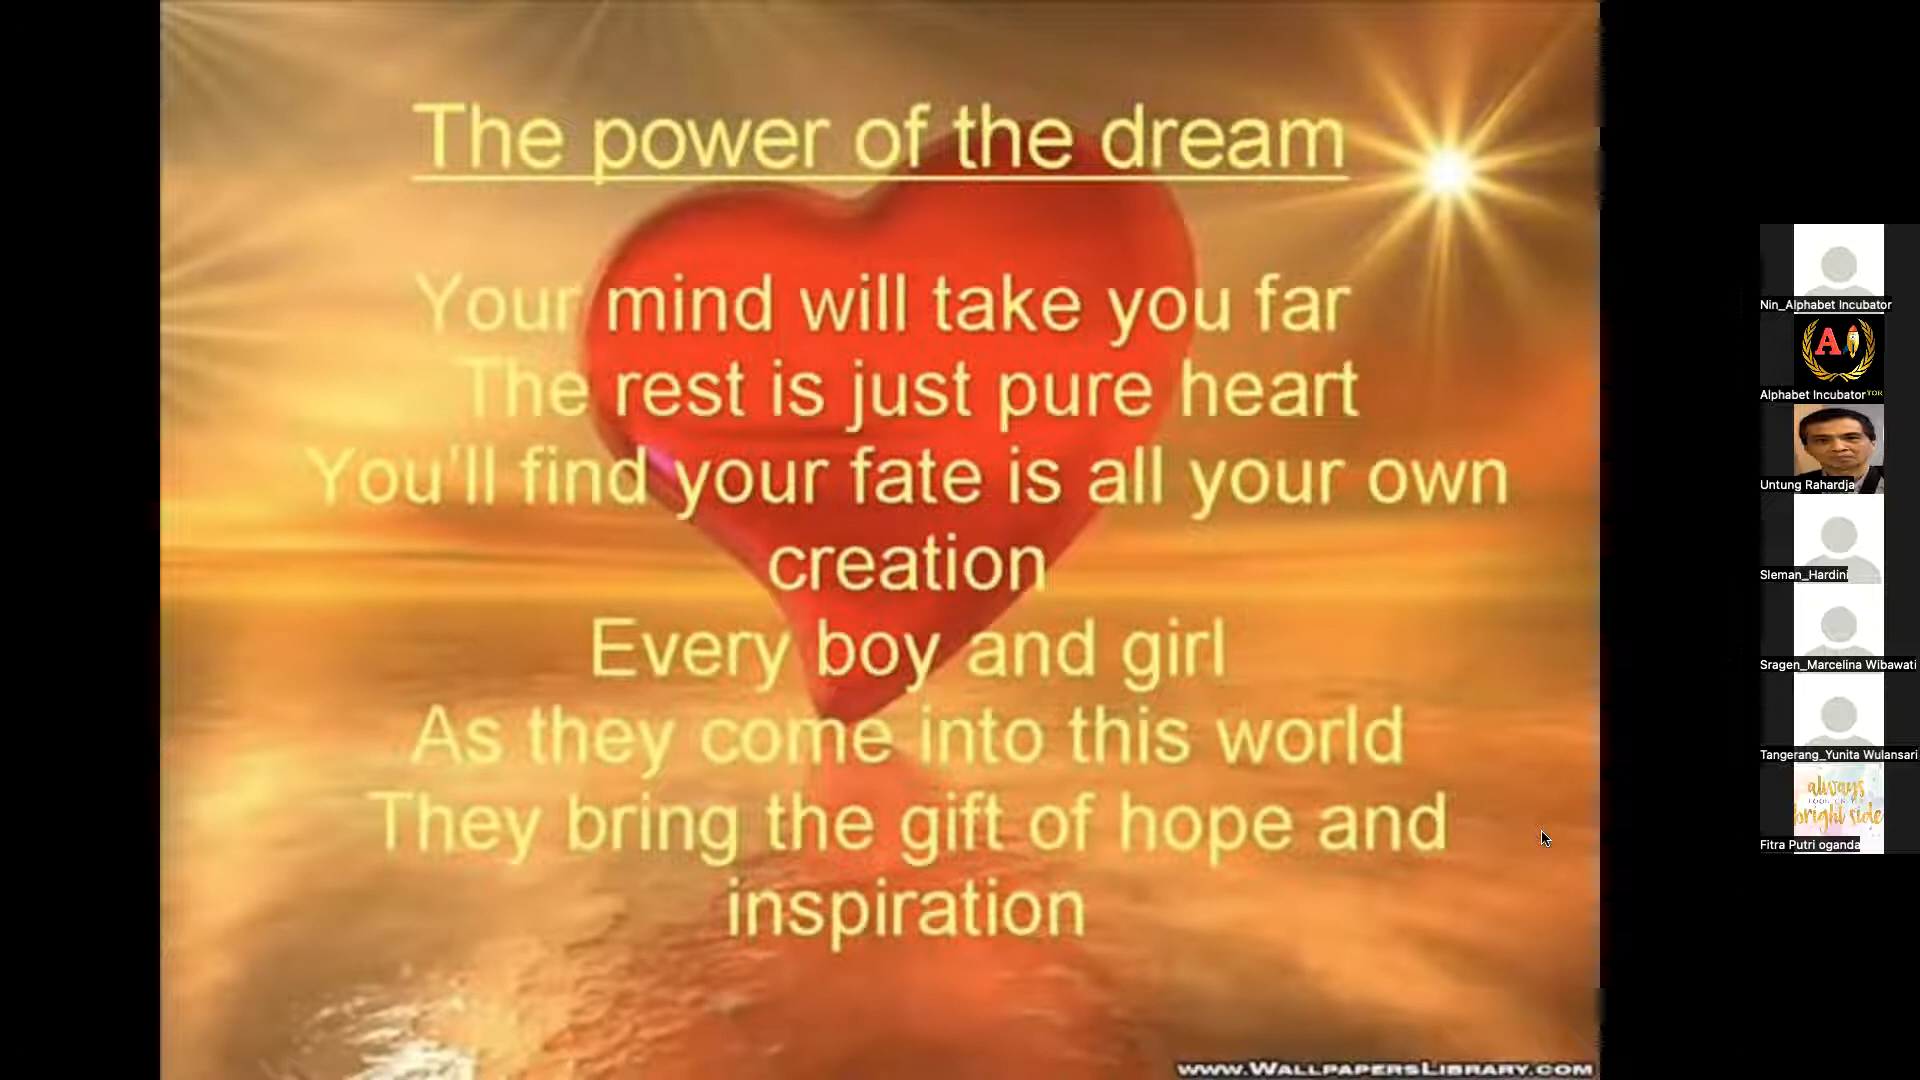 The power of the dream
Your mind will take you far
The rest is just pure heart
You'll find your fate is all your own
creation
Every boy and girl
As they come into this world
They bring the gift of hope and
inspiration
www.WallpapersLibrary.com
Nin_Alphabet Incubator
A
Alphabet Incubator™
Untung Rahardja
Sleman_Hardini
Sragen_Marcelina Wibawati
Tangerang_Yunita Wulansari
always
bright side
Fitra Putri oganda